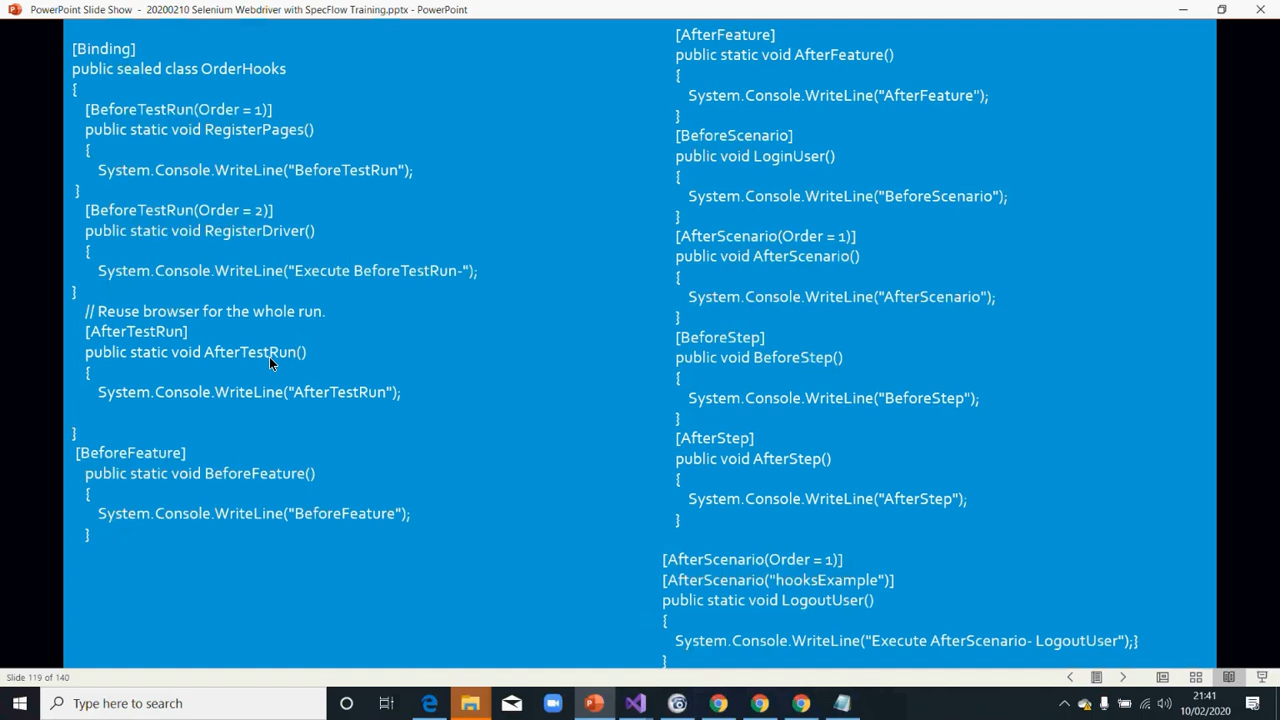 PowerPoint Slide Show - 20200210 Selenium Webdriver with SpecFlow Training.pptx - PowerPoint
[Binding]
public sealed class OrderHooks
{
[BeforeTestRun(Order = 1)]
public static void RegisterPages()
{
System.Console.WriteLine("BeforeTestRun");
}
[BeforeTestRun(Order = 2)]
public static void RegisterDriver()
{
System.Console.WriteLine("Execute BeforeTestRun-");
}
// Reuse browser for the whole run.
[AfterTestRun]
public static void AfterTestRun()
{
System.Console.WriteLine("AfterTestRun");
}
[BeforeFeature]
public static void BeforeFeature()
{
System.Console.WriteLine("BeforeFeature");
}
[AfterFeature]
public static void AfterFeature()
{
System.Console.WriteLine("AfterFeature");
}
[BeforeScenario]
public void LoginUser()
{
System.Console.WriteLine("BeforeScenario");
}
[AfterScenario(Order = 1)]
public void AfterScenario()
{
System.Console.WriteLine("AfterScenario");
}
[BeforeStep]
public void BeforeStep()
{
System.Console.WriteLine("BeforeStep");
}
[AfterStep]
public void AfterStep()
{
System.Console.WriteLine("AfterStep");
}
[AfterScenario(Order = 1)]
[AfterScenario("hooksExample")]
public static void LogoutUser()
{
System.Console.WriteLine("Execute AfterScenario- LogoutUser");}
}
Slide 119 of 140
Type here to search
21:41
10/02/2020